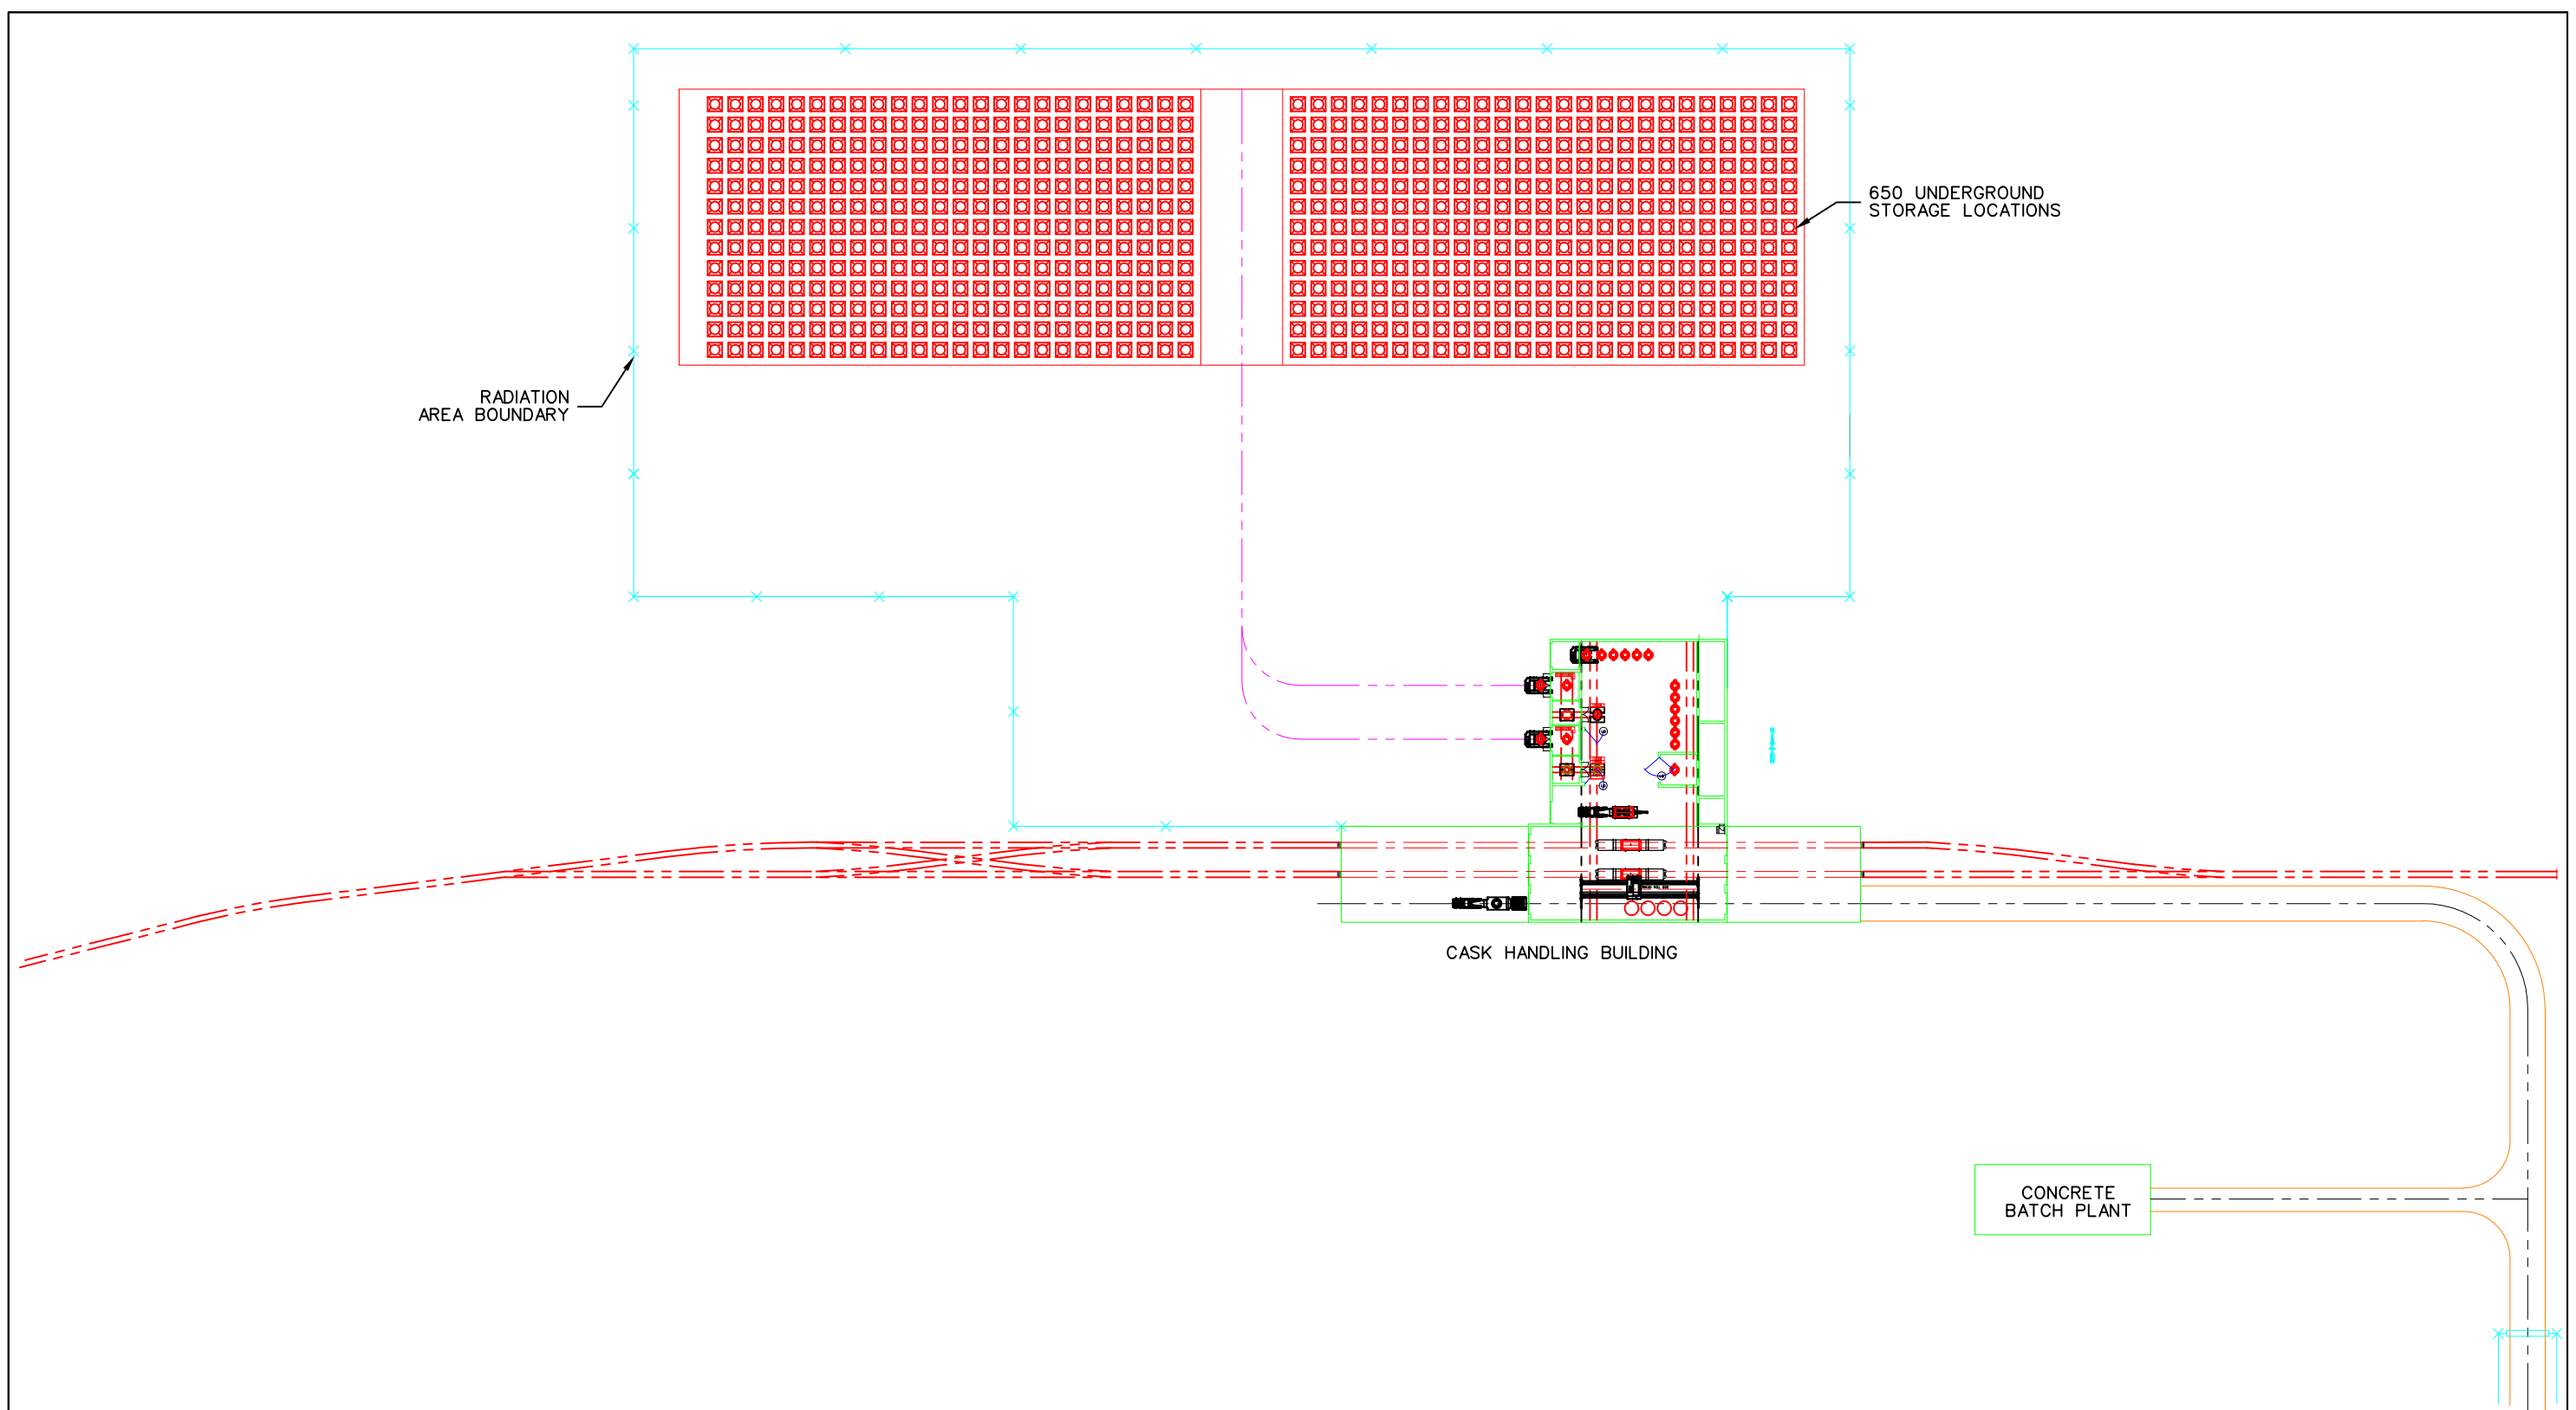 650 UNDERGROUND
STORAGE LOCATIONS
RADIATION
AREA BOUNDARY
CASK HANDLING BUILDING
CONCRETE
BATCH PLANT